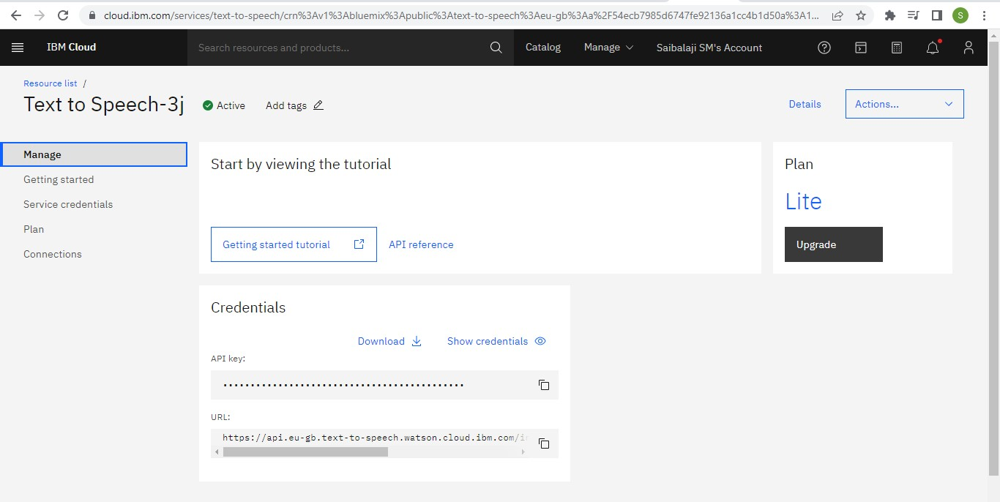 cloud.ibm.com/services/text-to-speech/crn%3Av1%3Abluemix%3Apublic%3Atext-to-speech%3Aeu-gb%3Aa%2F54ecb7985d6747fe92136a1cc4b1d50a%3A1...
S
IBM Cloud
Search resources and products...
Catalog
Manage
Saibalaji SM's Account
Resource list /
Text to Speech-3j
Active
Add tags
Details
Actions...
Manage
Getting started
Service credentials
Plan
Connections
Start by viewing the tutorial
Getting started tutorial
API reference
Plan
Lite
Upgrade
Credentials
Download
Show credentials
API key:
URL:
https://api.eu-gb.text-to-speech.watson.cloud.ibm.com/i